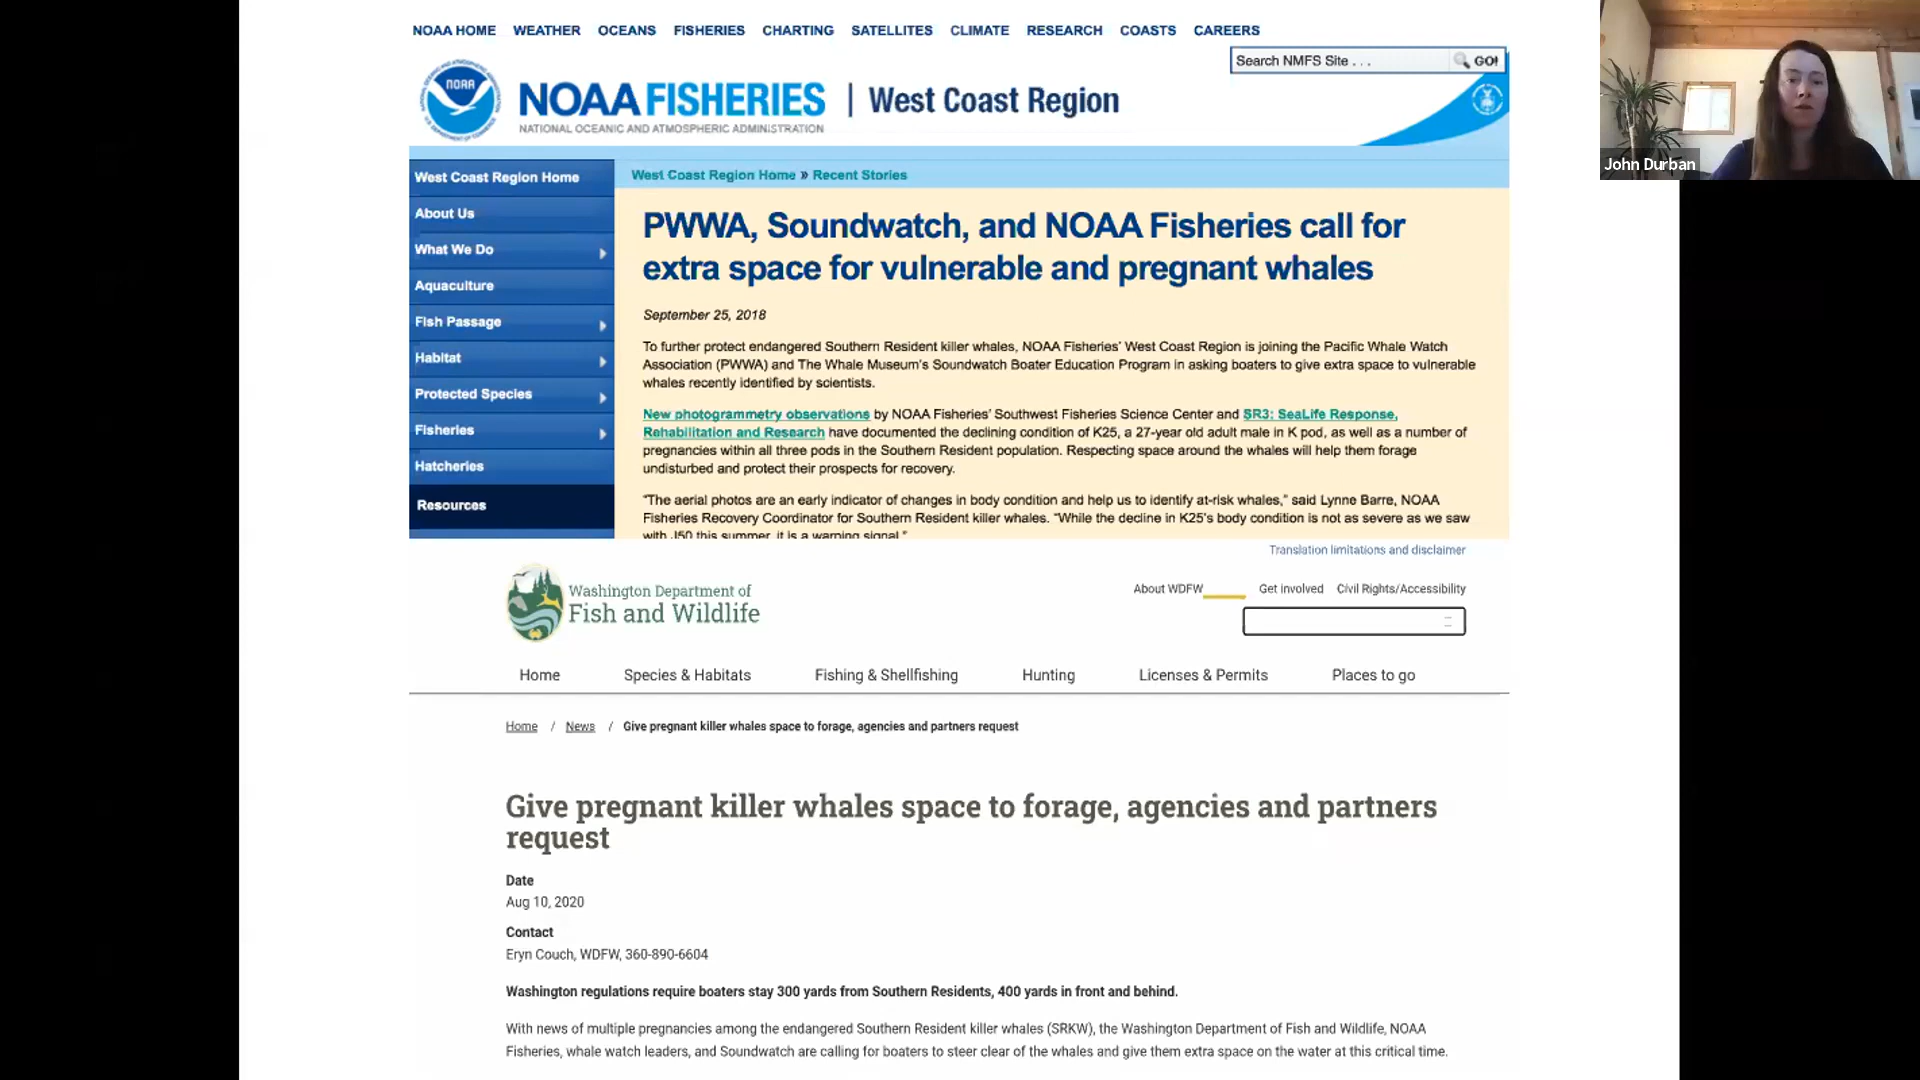 NOAA HOME WEATHER OCEANS FISHERIES CHARTING SATELLITES CLIMATE RESEARCH COASTS CAREERS
Search NMFS Site . . . GO!
NOAA
NOAA FISHERIES | West Coast Region
NATIONAL OCEANIC AND ATMOSPHERIC ADMINISTRATION
John Durban
West Coast Region Home
About Us
What We Do
Aquaculture
Fish Passage
Habitat
Protected Species
Fisheries
Hatcheries
Resources
West Coast Region Home » Recent Stories
PWWA, Soundwatch, and NOAA Fisheries call for
extra space for vulnerable and pregnant whales
September 25, 2018
To further protect endangered Southern Resident killer whales, NOAA Fisheries' West Coast Region is joining the Pacific Whale Watch
Association (PWWA) and The Whale Museum's Soundwatch Boater Education Program in asking boaters to give extra space to vulnerable
whales recently identified by scientists.
New photogrammetry observations by NOAA Fisheries' Southwest Fisheries Science Center and SR3: SeaLife Response,
Rehabilitation and Research have documented the declining condition of K25, a 27-year old adult male in K pod, as well as a number of
pregnancies within all three pods in the Southern Resident population. Respecting space around the whales will help them forage
undisturbed and protect their prospects for recovery.
"The aerial photos are an early indicator of changes in body condition and help us to identify at-risk whales," said Lynne Barre, NOAA
Fisheries Recovery Coordinator for Southern Resident killer whales. "While the decline in K25's body condition is not as severe as we saw
with J50 this summer, it is a warning signal."
Translation limitations and disclaimer
Washington Department of
Fish and Wildlife
About WDFW Get involved Civil Rights/Accessibility
Home Species & Habitats Fishing & Shellfishing Hunting Licenses & Permits Places to go
Home / News / Give pregnant killer whales space to forage, agencies and partners request
Give pregnant killer whales space to forage, agencies and partners
request
Date
Aug 10, 2020
Contact
Eryn Couch, WDFW, 360-890-6604
Washington regulations require boaters stay 300 yards from Southern Residents, 400 yards in front and behind.
With news of multiple pregnancies among the endangered Southern Resident killer whales (SRKW), the Washington Department of Fish and Wildlife, NOAA
Fisheries, whale watch leaders, and Soundwatch are calling for boaters to steer clear of the whales and give them extra space on the water at this critical time.